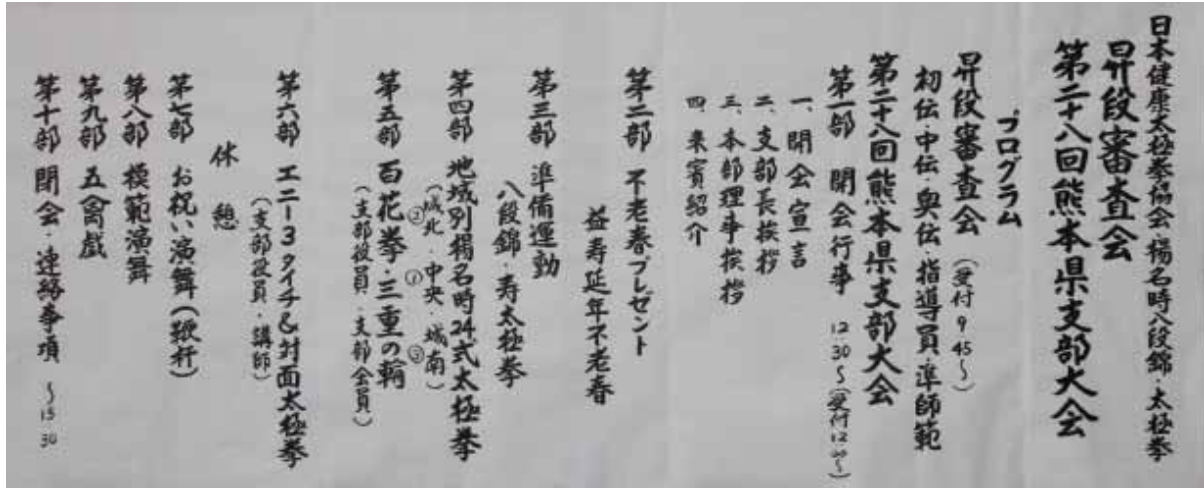 日本健康太極拳協会 楊名時八段錦・太極拳
昇段審査会
第二十八回熊本県支部大会
プログラム
昇段審査会 (受付 9 45〜)
初伝・中伝・奥伝・指導員・準師範
第二十八回熊本県支部大会
第一部 開会行事 12 30〜(受付12
一、開会宣言
二、支部長挨拶
三、本部理事挨拶
四、来賓紹介
第二部 不老春プレゼント
益寿延年不老春
第三部 準備運動
八段錦・寿太極拳
第四部 地域別楊名時24式太極拳
(城北・中央・城南)
② ① ③
第五部 百花拳・三重の輪
(支部役員・支部全員)
第六部 エニー3タイチ&対面太極拳
(支部役員・講師)
休憩
第七部 お祝い演舞(鞭杆)
第八部 模範演舞
第九部 五禽戯
第十部 閉会・連絡事項 〜15 30